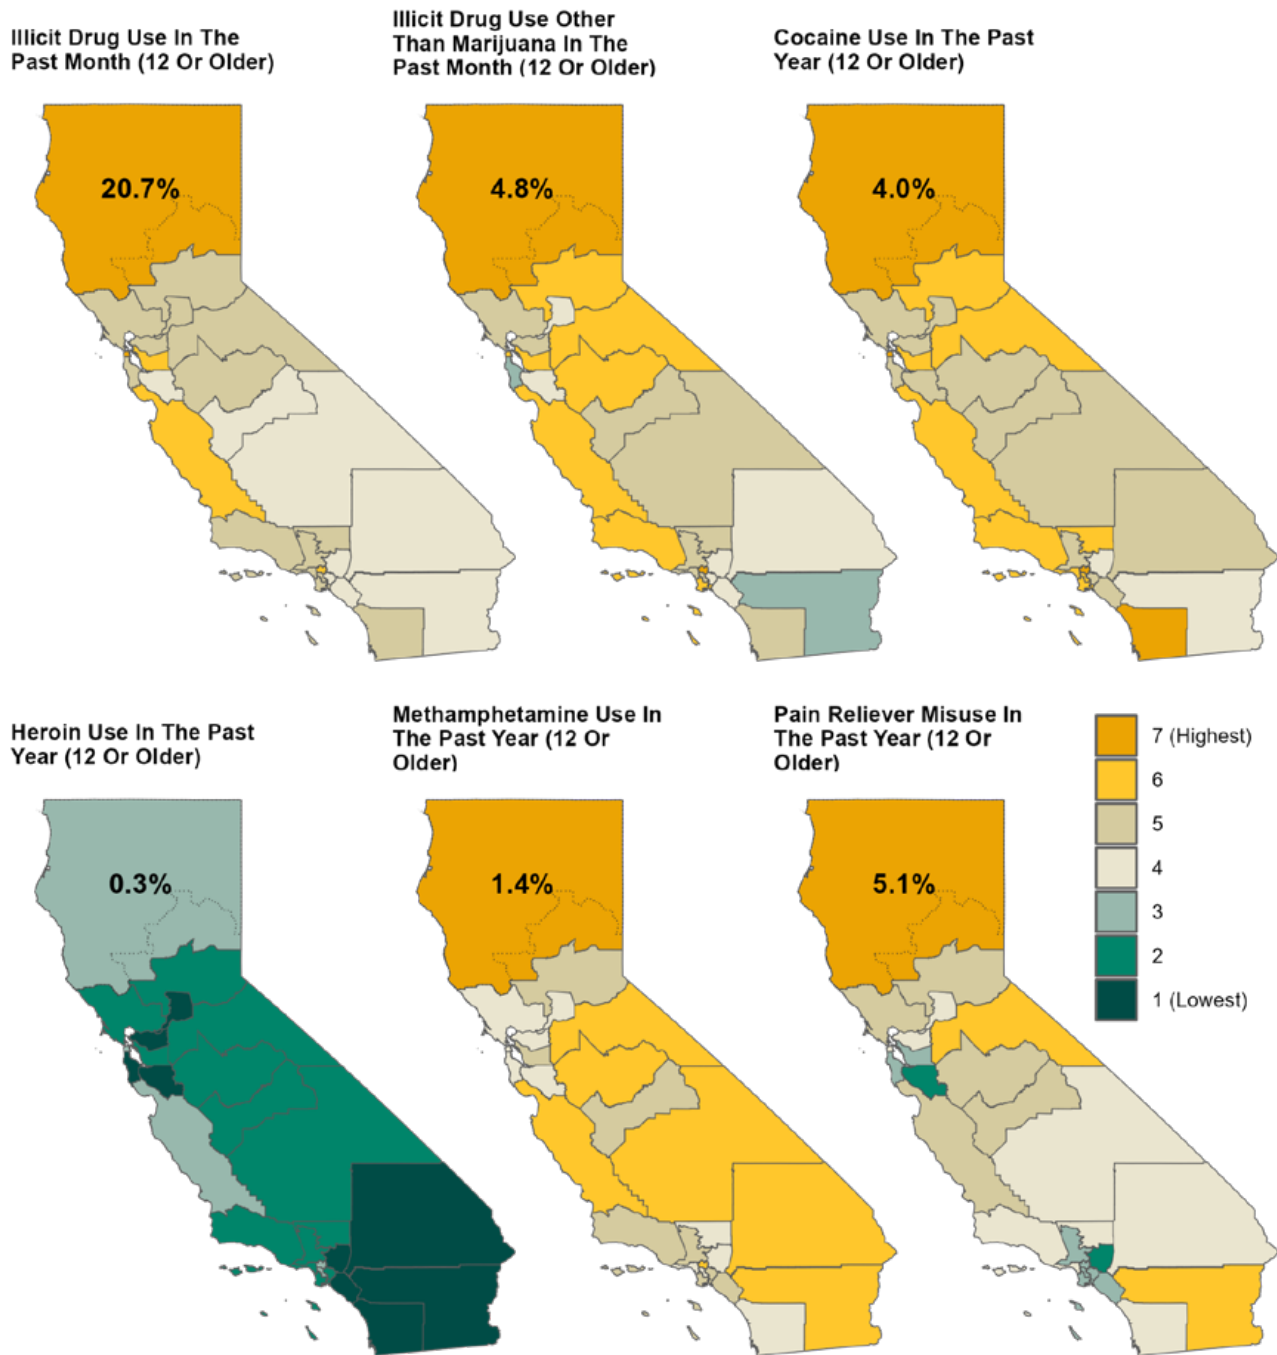 Illicit Drug Use In The
Past Month (12 Or Older)
Illicit Drug Use Other
Than Marijuana In The
Past Month (12 Or Older)
Cocaine Use In The Past
Year (12 Or Older)
20.7%
4.8%
4.0%
Heroin Use In The Past
Year (12 Or Older)
Methamphetamine Use In
The Past Year (12 Or
Older)
Pain Reliever Misuse In
The Past Year (12 Or
Older)
0.3%
1.4%
5.1%
7 (Highest)
6
5
4
3
2
1 (Lowest)